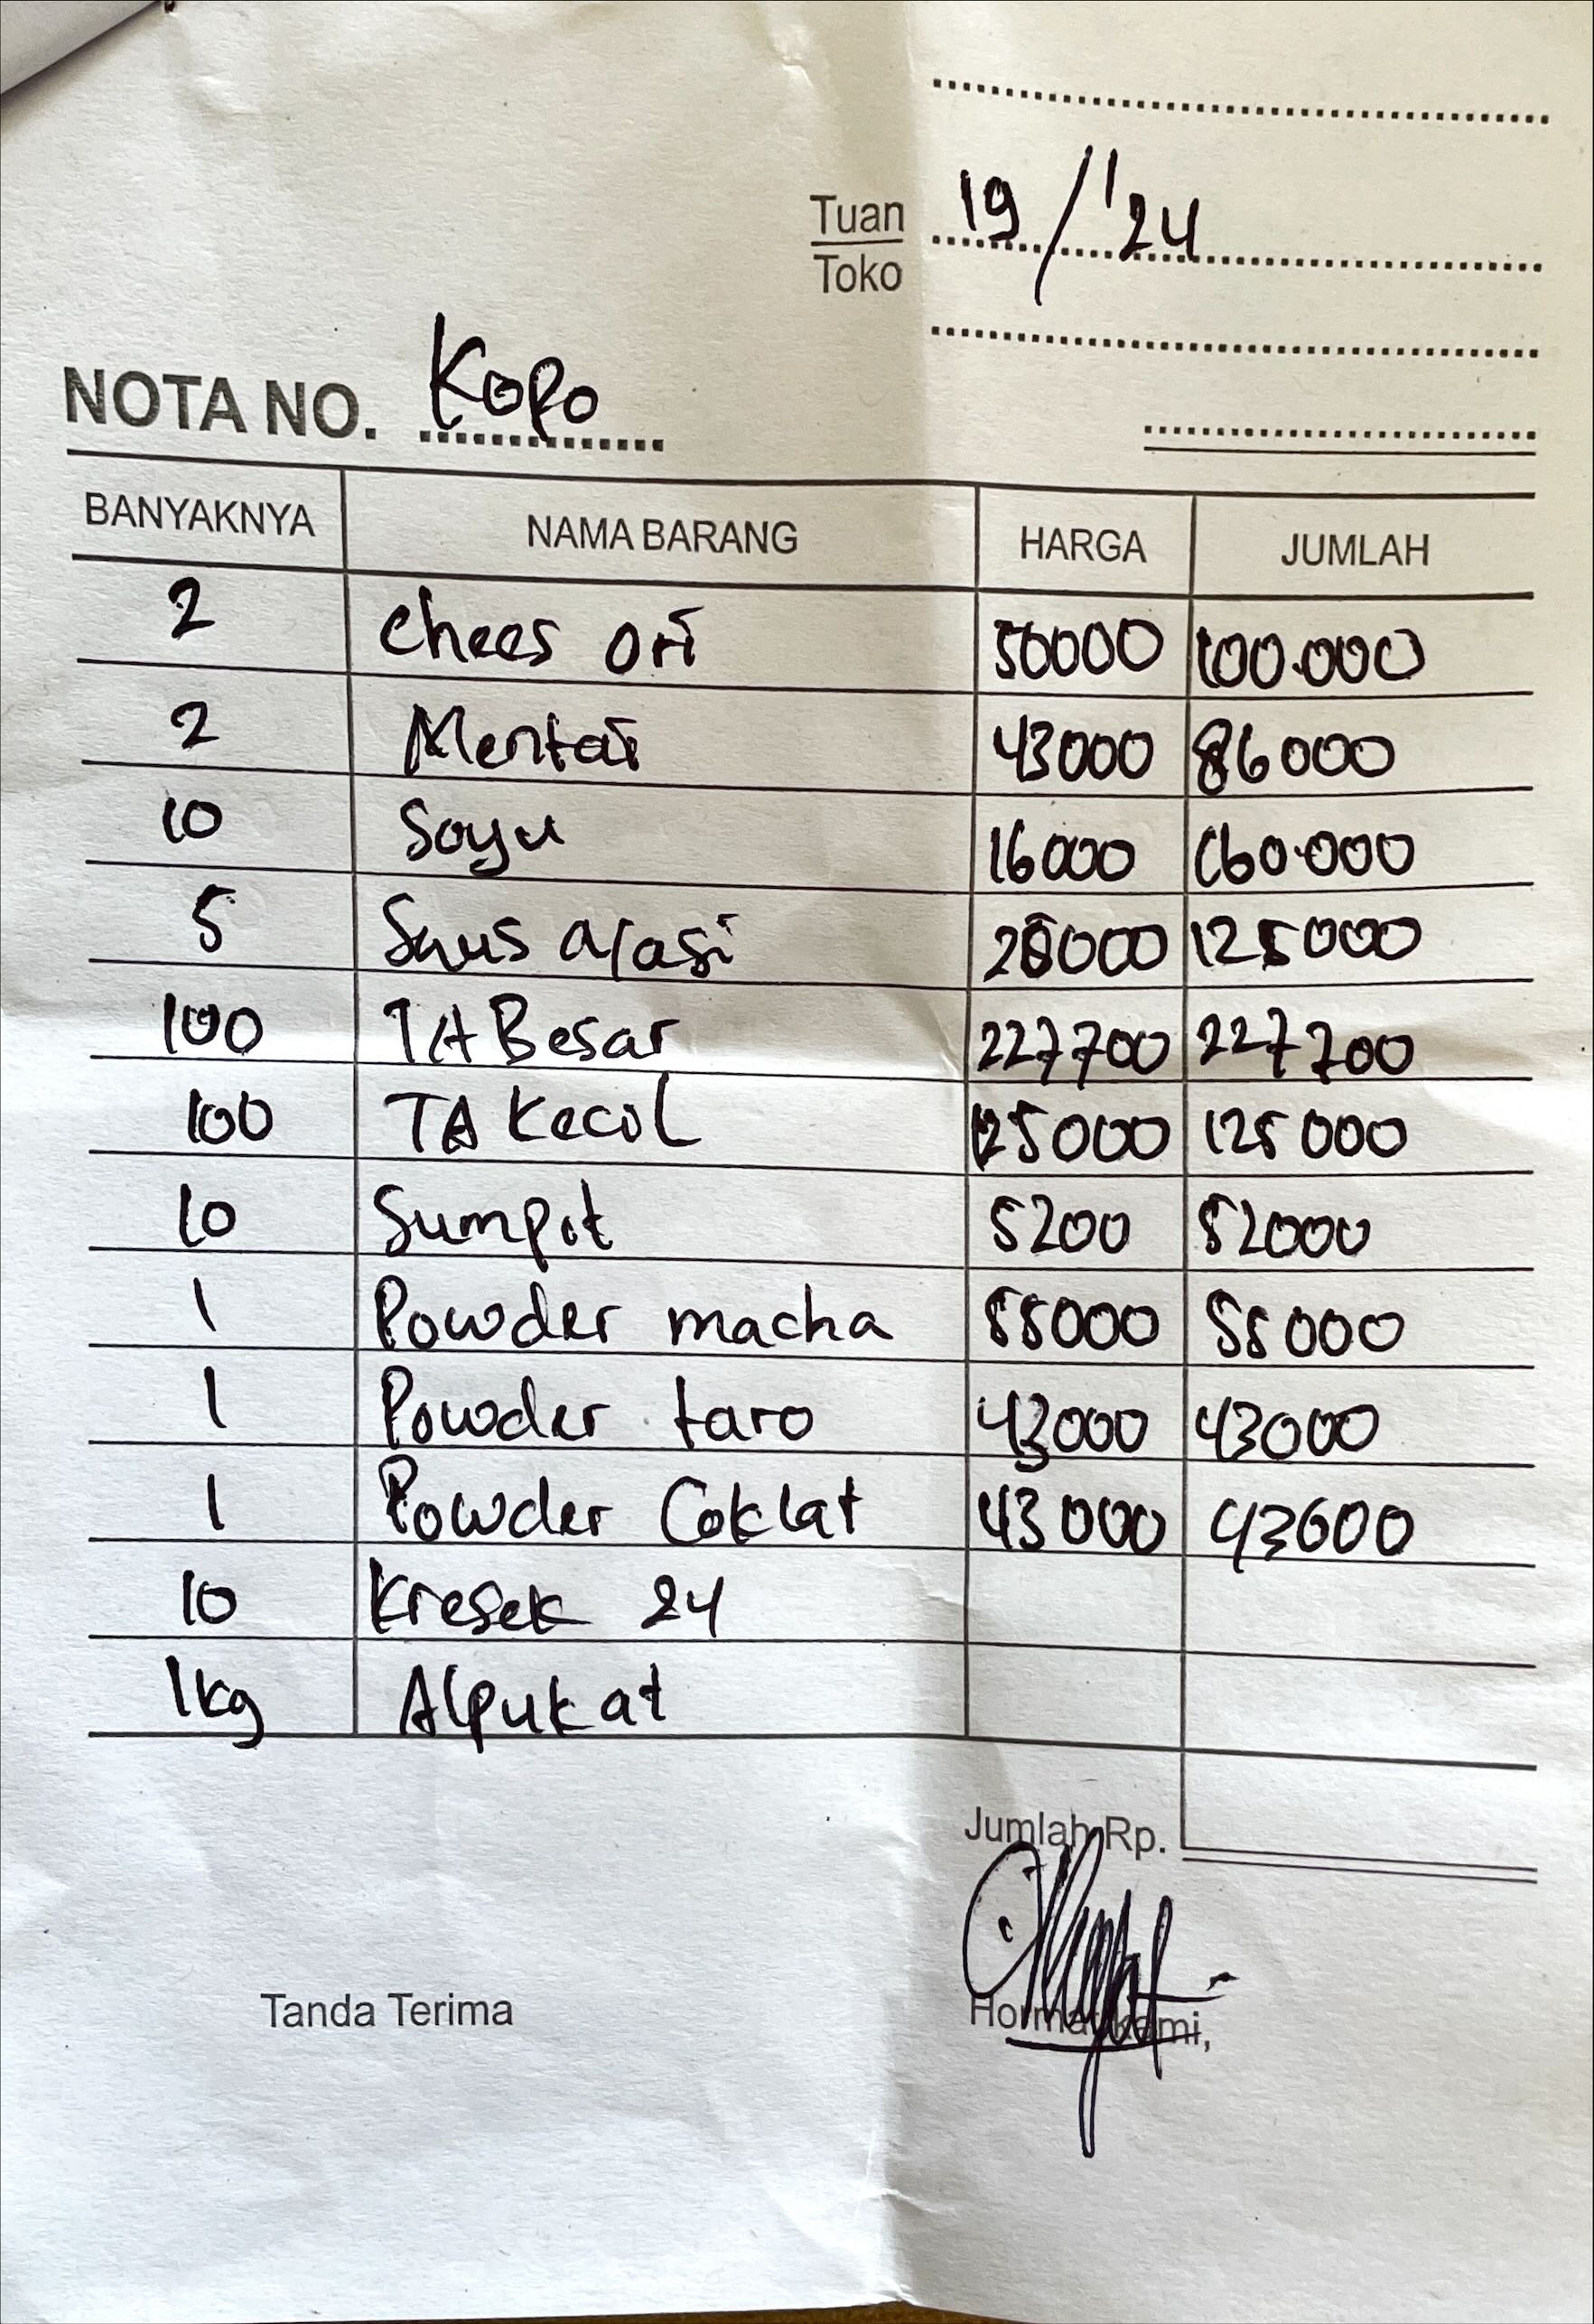 Tuan 19/1'24
Toko
NOTA NO. Kopo
BANYAKNYA NAMA BARANG HARGA JUMLAH
2 Chees ori 50000 100.000
2 Mentai 43000 86000
10 Soyu 16000 160.000
5 Saus 125000
100 TA Besar 227700 227700
100 TA Kecil 125000 125000
10 Sumpit 5200 52000
1 Powder macha 55000 55000
1 Powder taro 43000 43000
1 Powder Coklat 43000 43000
10 Kresek 24
1kg Alpukat
Jumlah Rp.
Tanda Terima Hormat kami,